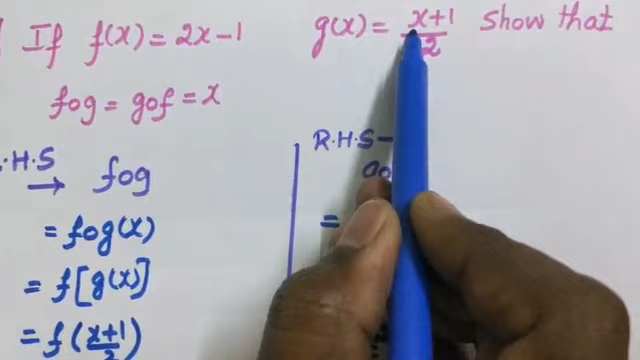 If f(x) = 2x-1 g(x) = x+1/2 show that
fog = gof = x
.H.S → fog
= fog(x)
= f[g(x)]
= f(x+1/2)
R.H.S-
=